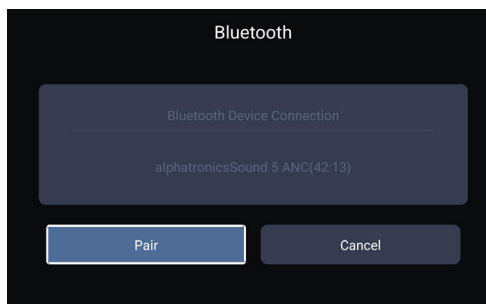 Bluetooth
Bluetooth Device Connection
alphatronicsSound 5 ANC(42:13)
Pair
Cancel